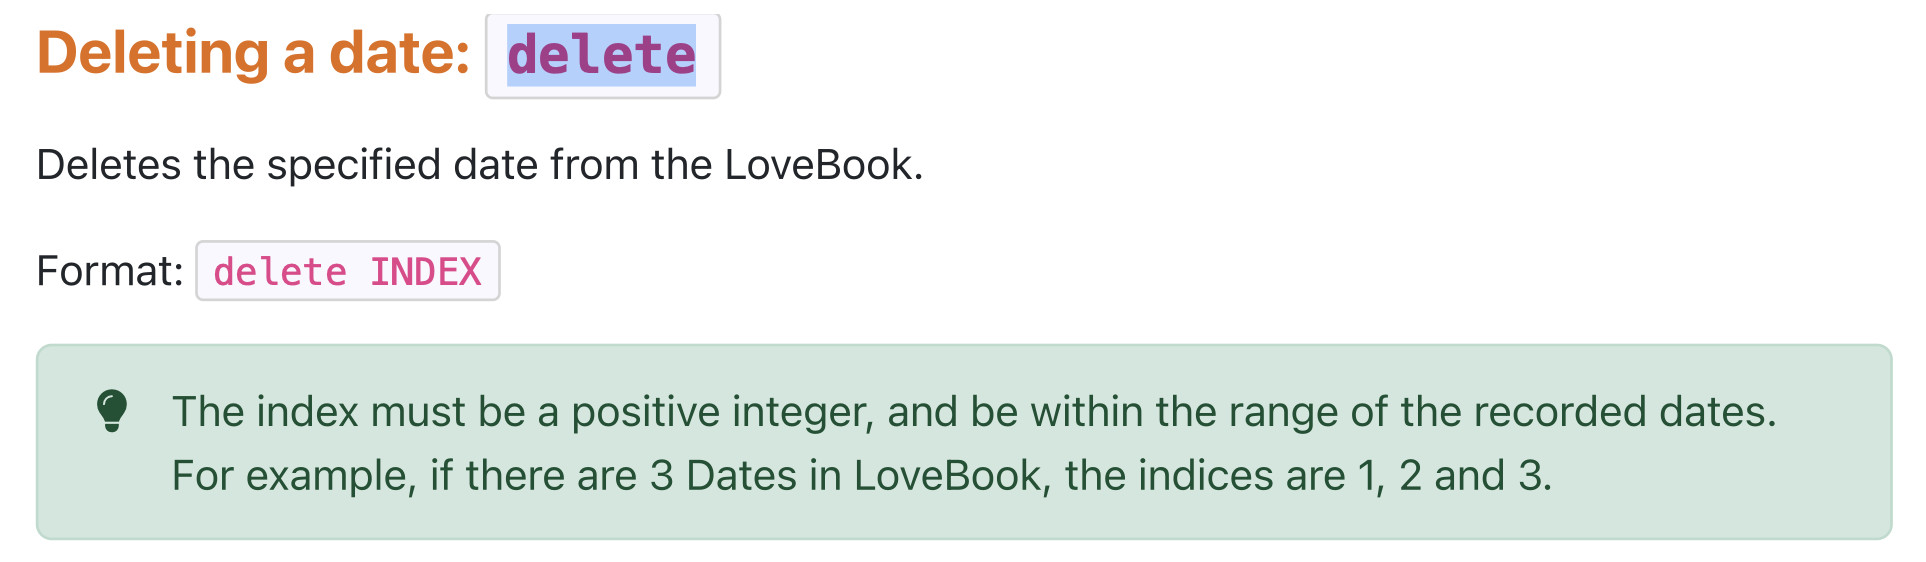 Deleting a date: delete
Deletes the specified date from the LoveBook.
Format: delete INDEX
The index must be a positive integer, and be within the range of the recorded dates.
For example, if there are 3 Dates in LoveBook, the indices are 1, 2 and 3.